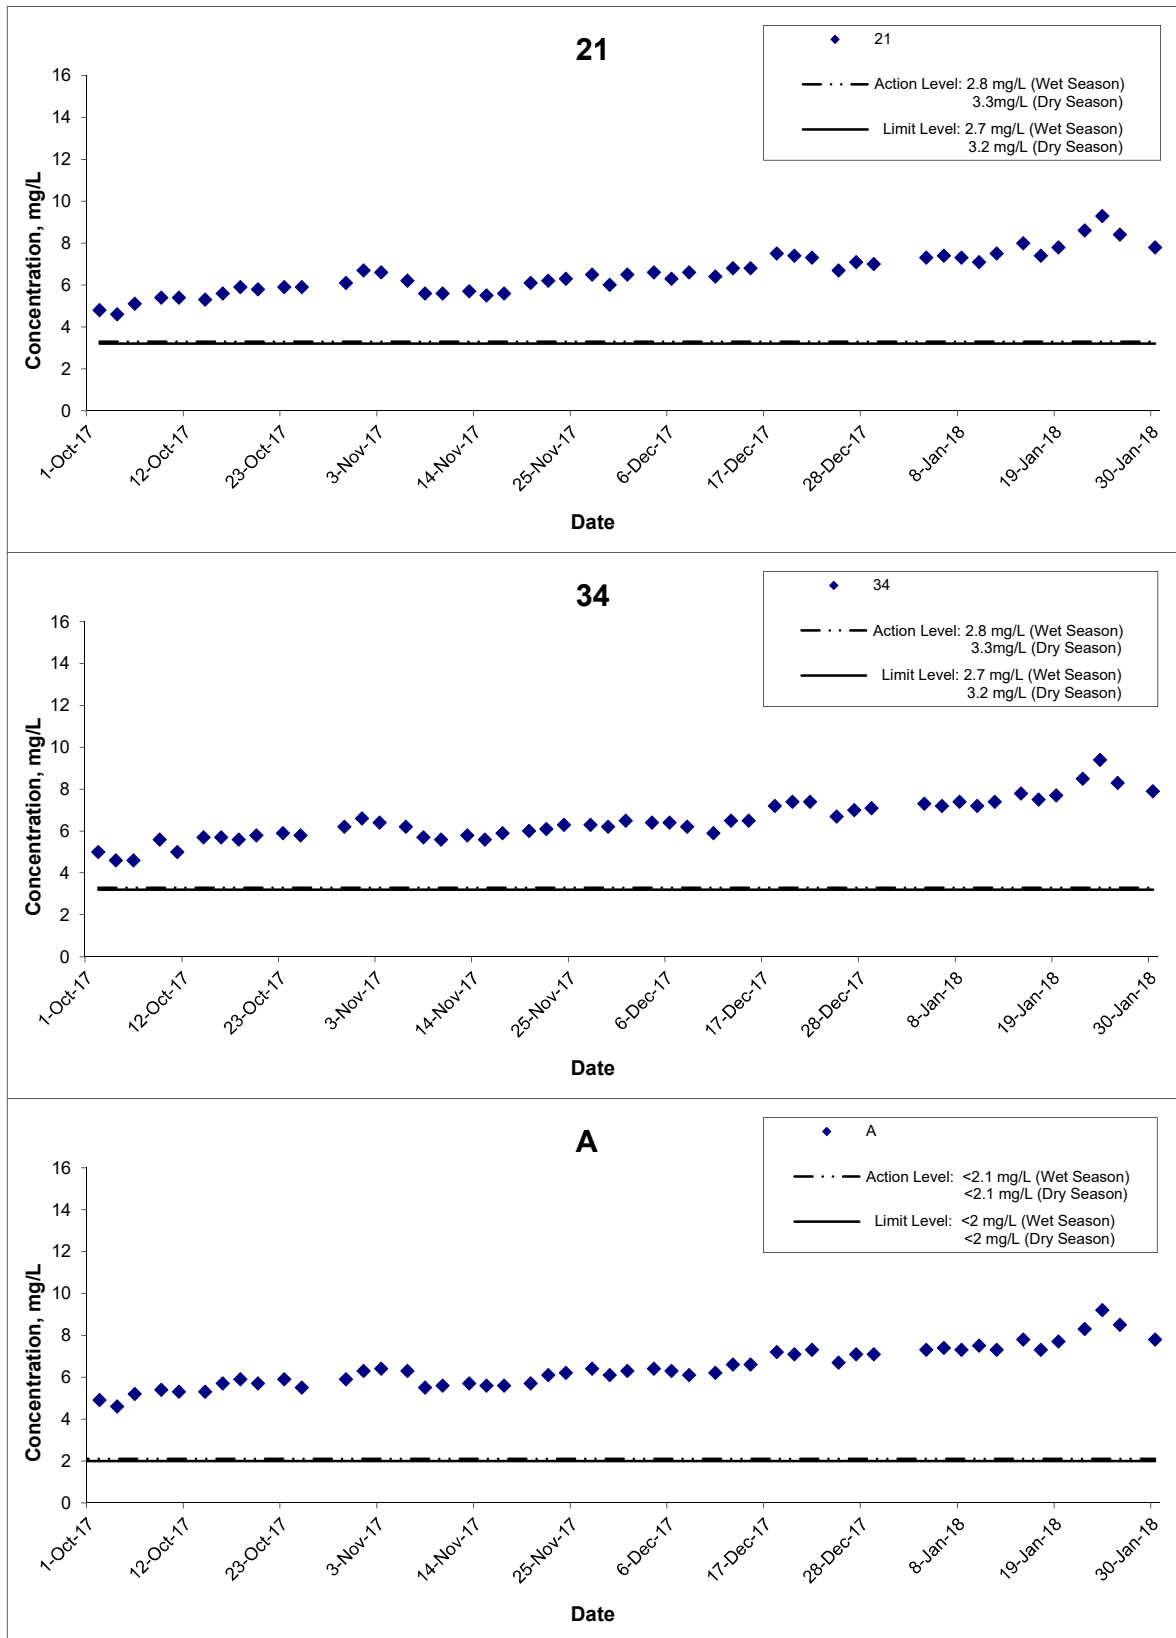 21
21
Action Level: 2.8 mg/L (Wet Season)
3.3mg/L (Dry Season)
Limit Level: 2.7 mg/L (Wet Season)
3.2 mg/L (Dry Season)
Concentration, mg/L
16
14
12
10
8
6
4
2
0
1-Oct-17
12-Oct-17
23-Oct-17
3-Nov-17
14-Nov-17
25-Nov-17
6-Dec-17
17-Dec-17
28-Dec-17
8-Jan-18
19-Jan-18
30-Jan-18
Date
34
34
Action Level: 2.8 mg/L (Wet Season)
3.3mg/L (Dry Season)
Limit Level: 2.7 mg/L (Wet Season)
3.2 mg/L (Dry Season)
Concentration, mg/L
16
14
12
10
8
6
4
2
0
1-Oct-17
12-Oct-17
23-Oct-17
3-Nov-17
14-Nov-17
25-Nov-17
6-Dec-17
17-Dec-17
28-Dec-17
8-Jan-18
19-Jan-18
30-Jan-18
Date
A
A
Action Level: <2.1 mg/L (Wet Season)
<2.1 mg/L (Dry Season)
Limit Level: <2 mg/L (Wet Season)
<2 mg/L (Dry Season)
Concentration, mg/L
16
14
12
10
8
6
4
2
0
1-Oct-17
12-Oct-17
23-Oct-17
3-Nov-17
14-Nov-17
25-Nov-17
6-Dec-17
17-Dec-17
28-Dec-17
8-Jan-18
19-Jan-18
30-Jan-18
Date